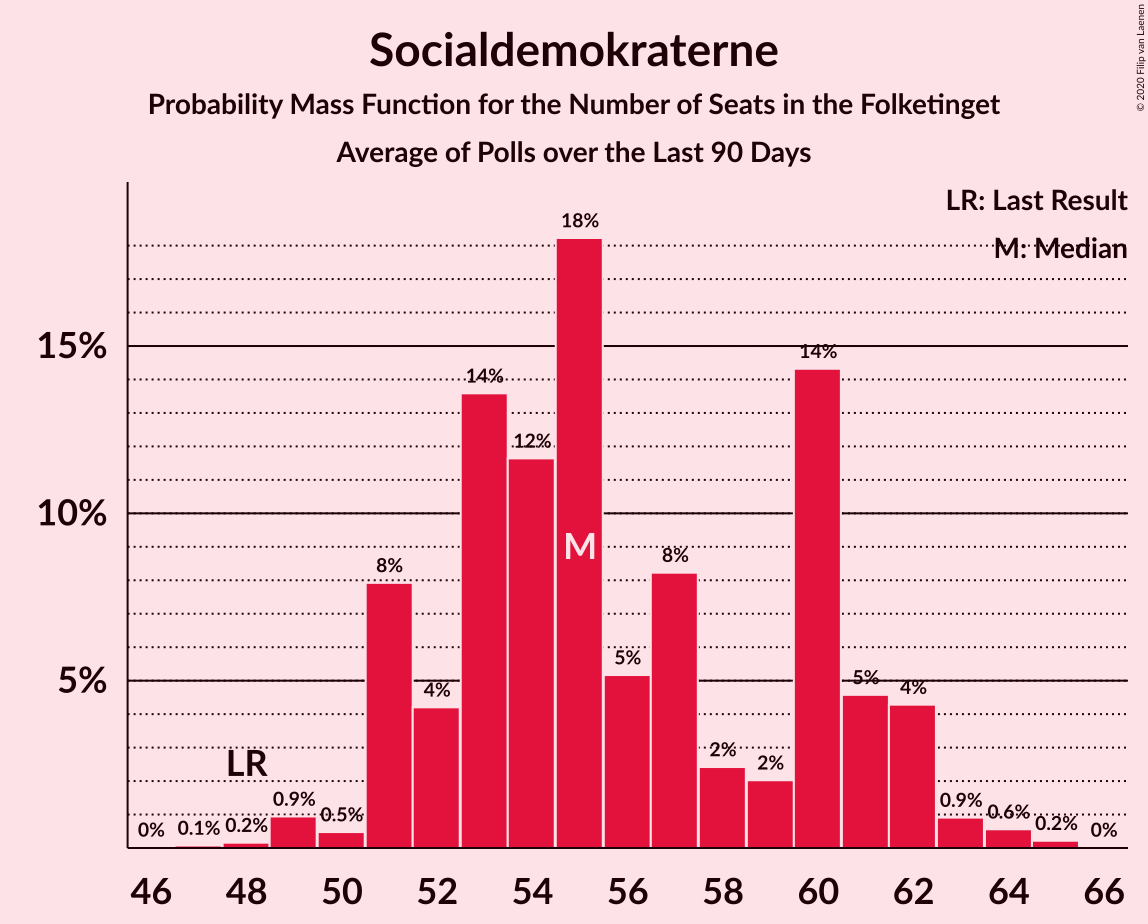 Socialdemokraterne
Probability Mass Function for the Number of Seats in the Folketinget
Average of Polls over the Last 90 Days
© 2020 Filip van Laenen
LR: Last Result
M: Median
18%
15%
14%
14%
12%
10%
M
8%
8%
5%
5%
5%
4%
4%
LR
2%
2%
0%
0.1%
0.2%
0.9%
0.5%
0.9%
0.6%
0.2%
0%
46 48 50 52 54 56 58 60 62 64 66